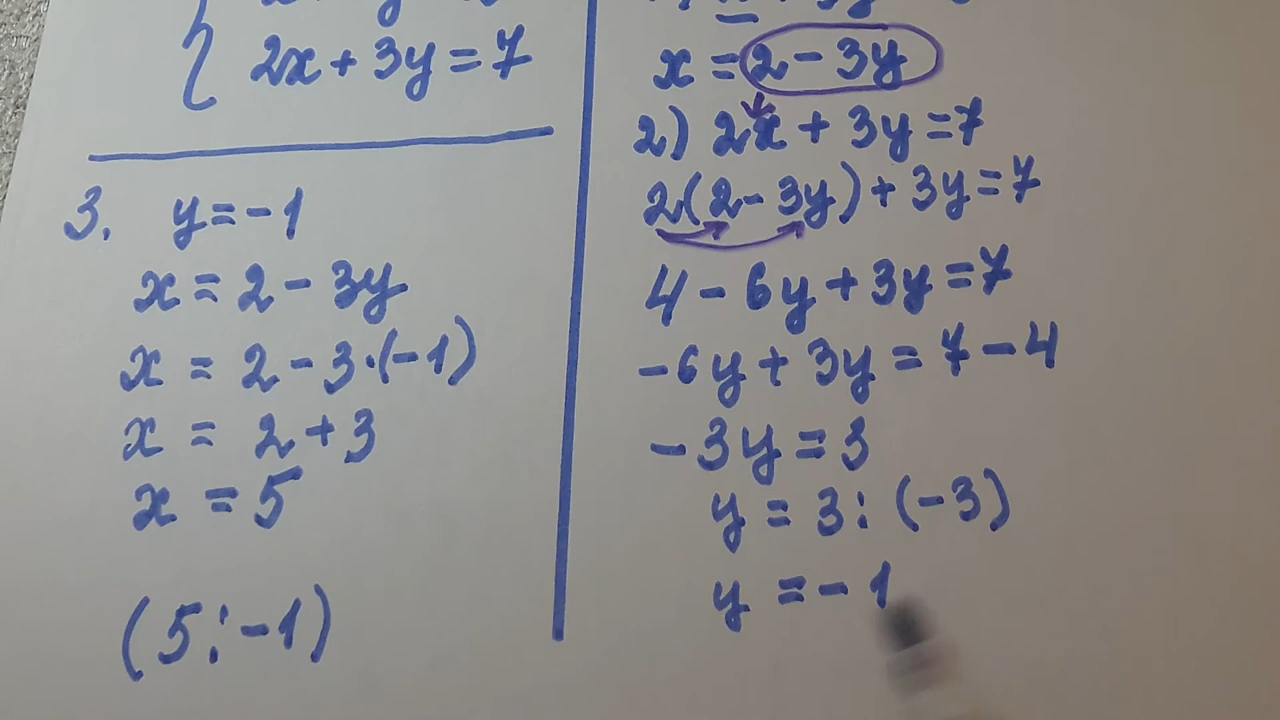 2x + 3y = 7
3. y = -1
x = 2 - 3y
x = 2 - 3·(-1)
x = 2 + 3
x = 5
(5; -1)
x = 2 - 3y
2) 2x + 3y = 7
2(2 - 3y) + 3y = 7
4 - 6y + 3y = 7
-6y + 3y = 7 - 4
-3y = 3
y = 3 : (-3)
y = -1